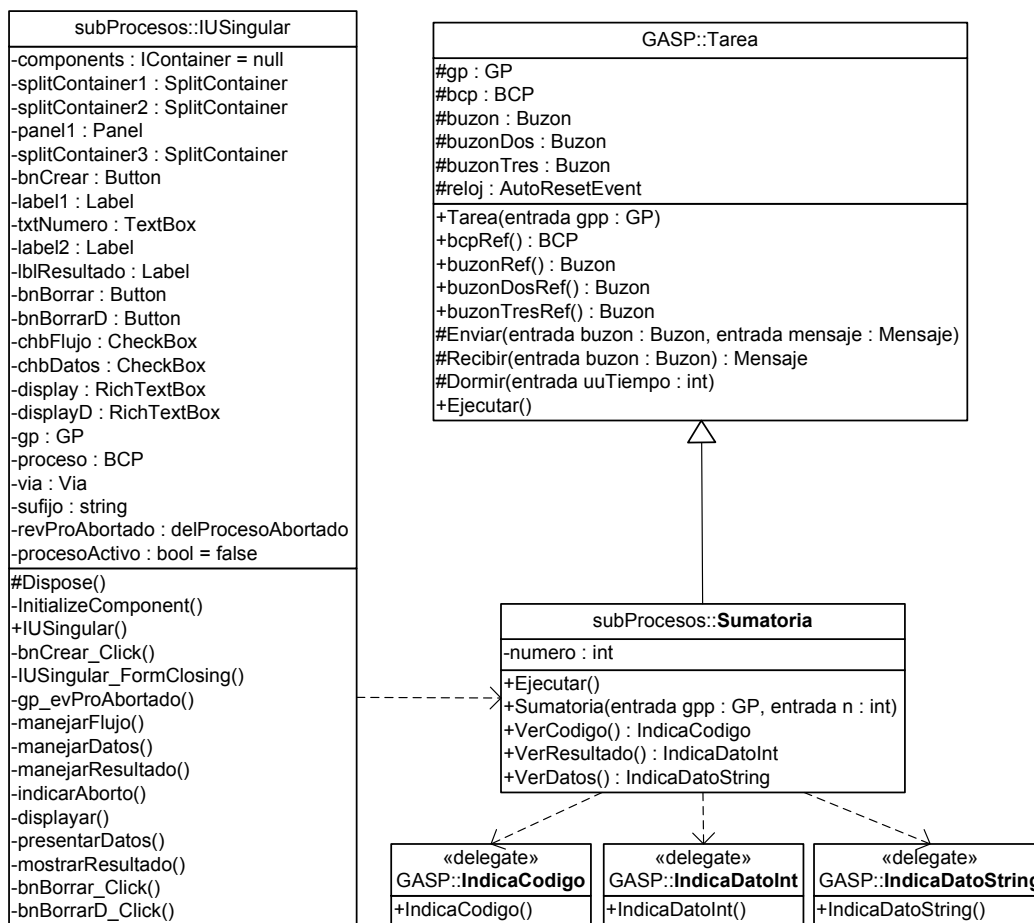 subProcesos::IUSingular
-components : IContainer = null
-splitContainer1 : SplitContainer
-splitContainer2 : SplitContainer
-panel1 : Panel
-splitContainer3 : SplitContainer
-bnCrear : Button
-label1 : Label
-txtNumero : TextBox
-label2 : Label
-lblResultado : Label
-bnBorrar : Button
-bnBorrarD : Button
-chbFlujo : CheckBox
-chbDatos : CheckBox
-display : RichTextBox
-displayD : RichTextBox
-gp : GP
-proceso : BCP
-via : Via
-sufijo : string
-revProAbortado : delProcesoAbortado
-procesoActivo : bool = false
#Dispose()
-InitializeComponent()
+IUSingular()
-bnCrear_Click()
-IUSingular_FormClosing()
-gp_evProAbortado()
-manejarFlujo()
-manejarDatos()
-manejarResultado()
-indicarAborto()
-displayar()
-presentarDatos()
-mostrarResultado()
-bnBorrar_Click()
-bnBorrarD_Click()
GASP::Tarea
#gp : GP
#bcp : BCP
#buzon : Buzon
#buzonDos : Buzon
#buzonTres : Buzon
#reloj : AutoResetEvent
+Tarea(entrada gpp : GP)
+bcpRef() : BCP
+buzonRef() : Buzon
+buzonDosRef() : Buzon
+buzonTresRef() : Buzon
#Enviar(entrada buzon : Buzon, entrada mensaje : Mensaje)
#Recibir(entrada buzon : Buzon) : Mensaje
#Dormir(entrada uuTiempo : int)
+Ejecutar()
subProcesos::Sumatoria
-numero : int
+Ejecutar()
+Sumatoria(entrada gpp : GP, entrada n : int)
+VerCodigo() : IndicaCodigo
+VerResultado() : IndicaDatoInt
+VerDatos() : IndicaDatoString
«delegate»
GASP::IndicaCodigo
+IndicaCodigo()
«delegate»
GASP::IndicaDatoInt
+IndicaDatoInt()
«delegate»
GASP::IndicaDatoString
+IndicaDatoString()